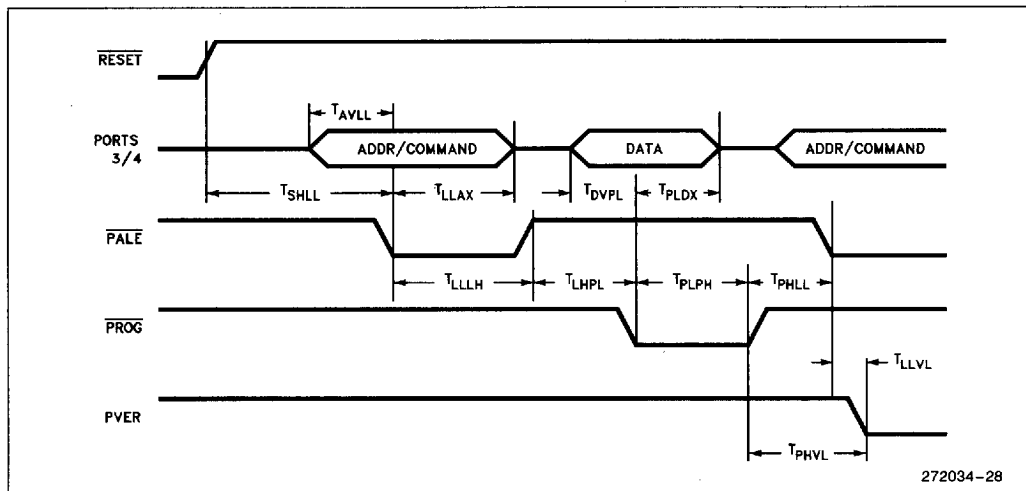 RESET
T_AVLL
PORTS 3/4
ADDR/COMMAND DATA ADDR/COMMAND
T_SHLL T_LLAX T_DVPL T_PLDX
PALE
T_LLLH T_LHPL T_PLPH T_PHLL
PROG
T_LLVL
PVER
T_PHVL
272034-28